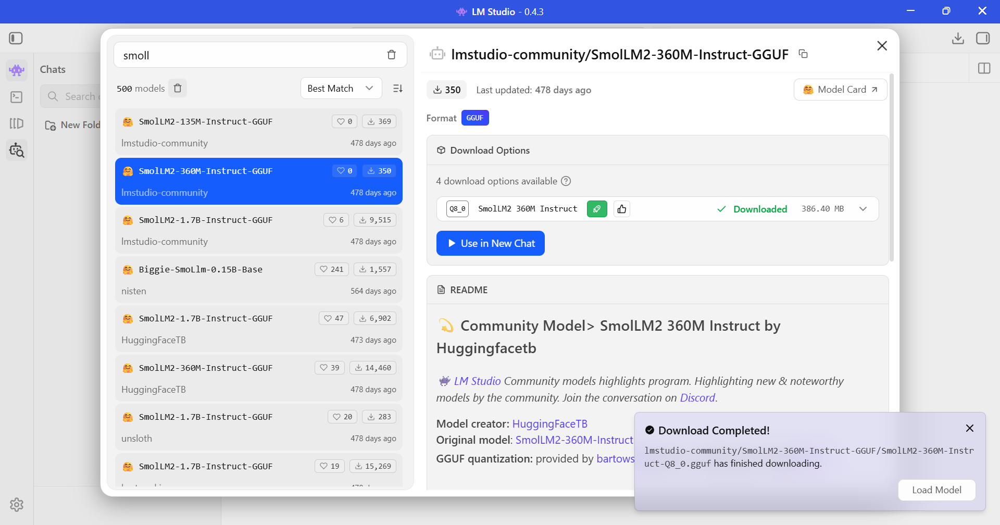 LM Studio - 0.4.3
Chats
Search
New Fold
smoll
500 models
Best Match
SmolLM2-135M-Instruct-GGUF 0 369
lmstudio-community 478 days ago
SmolLM2-360M-Instruct-GGUF 0 350
lmstudio-community 478 days ago
SmolLM2-1.7B-Instruct-GGUF 6 9,515
lmstudio-community 478 days ago
Biggie-SmoLlm-0.15B-Base 241 1,557
nisten 564 days ago
SmolLM2-1.7B-Instruct-GGUF 47 6,902
HuggingFaceTB 473 days ago
SmolLM2-360M-Instruct-GGUF 39 14,460
HuggingFaceTB 478 days ago
SmolLM2-1.7B-Instruct-GGUF 20 283
unsloth 478 days ago
SmolLM2-1.7B-Instruct-GGUF 19 15,269
lmstudio-community/SmolLM2-360M-Instruct-GGUF
350 Last updated: 478 days ago
Model Card
Format GGUF
Download Options
4 download options available
Q8_0 SmolLM2 360M Instruct Downloaded 386.40 MB
Use in New Chat
README
💫 Community Model> SmolLM2 360M Instruct by
Huggingfacetb
👾 LM Studio Community models highlights program. Highlighting new & noteworthy
models by the community. Join the conversation on Discord.
Model creator: HuggingFaceTB
Original model: SmolLM2-360M-Instruct
GGUF quantization: provided by bartows
Download Completed!
lmstudio-community/SmolLM2-360M-Instruct-GGUF/SmolLM2-360M-Instr
uct-Q8_0.gguf has finished downloading.
Load Model